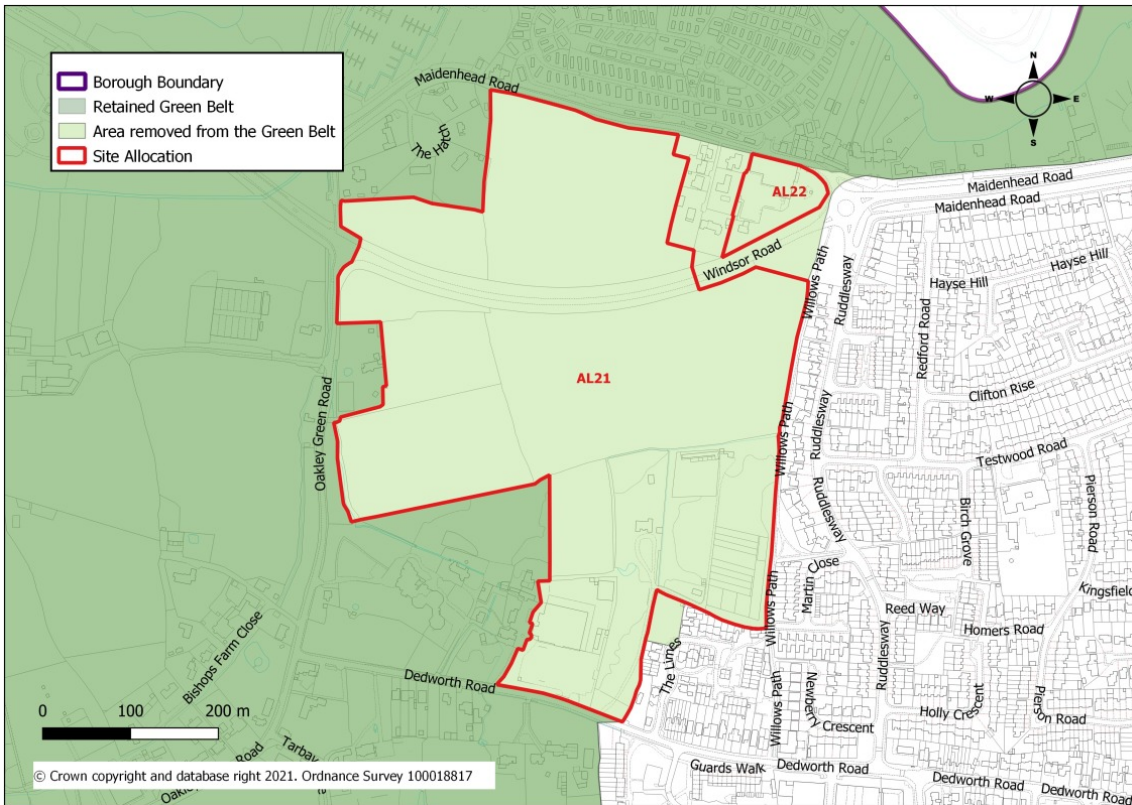 Borough Boundary
Retained Green Belt
Area removed from the Green Belt
Site Allocation
N
W
E
S
Maidenhead Road
The Hatch
AL22
Maidenhead Road
Maidenhead Road
Windsor Road
Willows Path
Ruddlesway
Hayse Hill
Hayse Hill
Redford Road
AL21
Clifton Rise
Oakley Green Road
Willows Path
Ruddlesway
Testwood Road
Pierson Road
Ruddlesway
Birch Grove
Martin Close
Willows Path
Reed Way
Kingsfield
Homers Road
Bishops Farm Close
Dedworth Road
The Limes
Ruddlesway
Willows Path
Newberry Crescent
Holly Crescent
Pierson Road
0 100 200 m
Guards Walk
Dedworth Road
Dedworth Road
Dedworth Road
© Crown copyright and database right 2021. Ordnance Survey 100018817